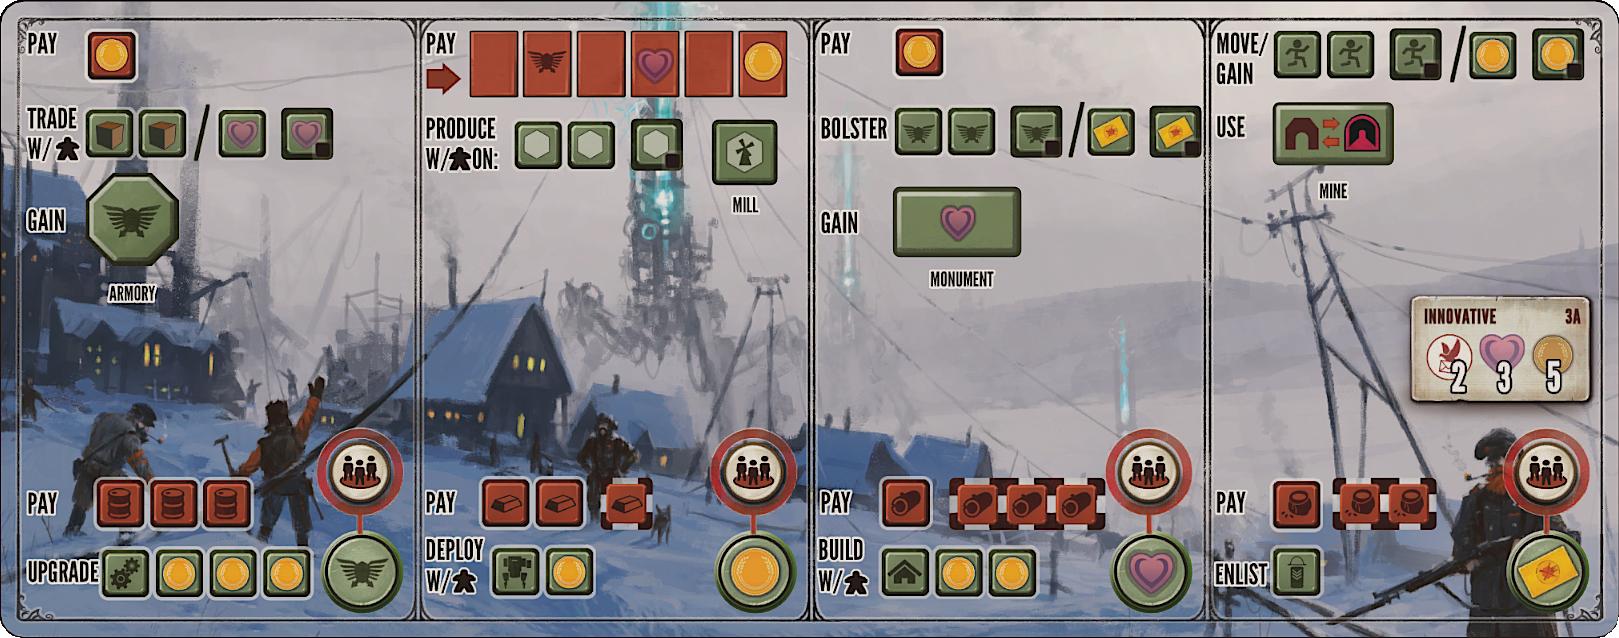 PAY
TRADE
W/
GAIN
ARMORY
PAY
UPGRADE
PAY
PRODUCE
W/ ON:
MILL
PAY
DEPLOY
W/
PAY
BOLSTER
GAIN
MONUMENT
PAY
BUILD
W/
MOVE/
GAIN
USE
MINE
INNOVATIVE 3A
2 3 5
PAY
ENLIST